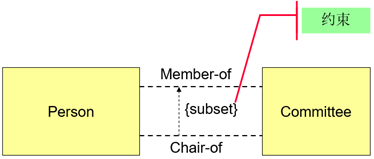 约束
Member-of
Person
{subset}
Committee
Chair-of